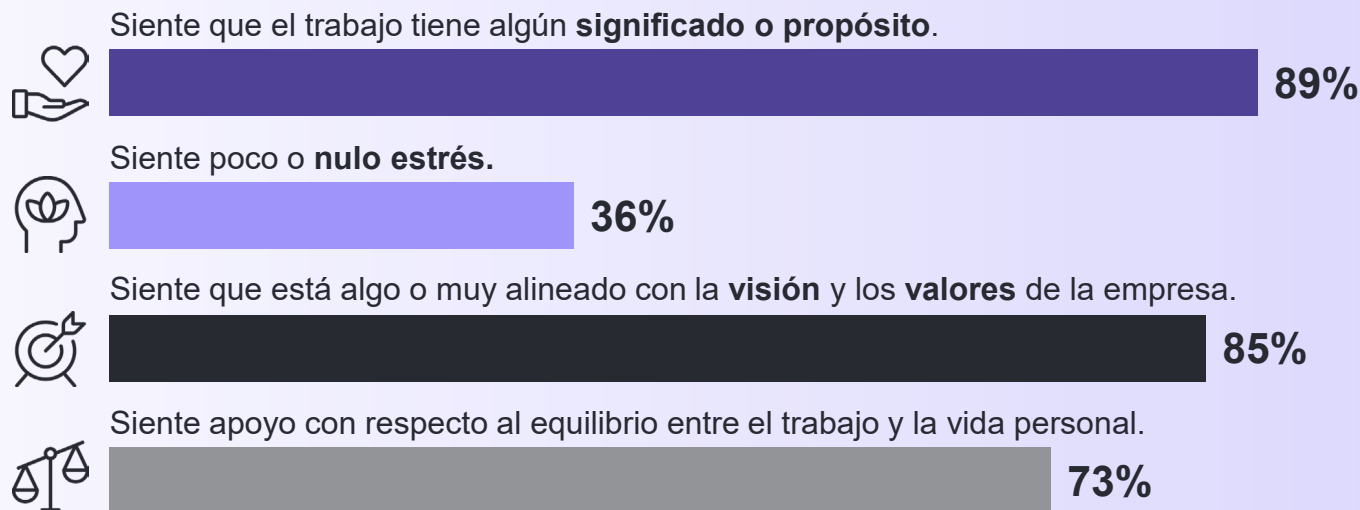 Siente que el trabajo tiene algún significado o propósito.
89%
Siente poco o nulo estrés.
36%
Siente que está algo o muy alineado con la visión y los valores de la empresa.
85%
Siente apoyo con respecto al equilibrio entre el trabajo y la vida personal.
73%